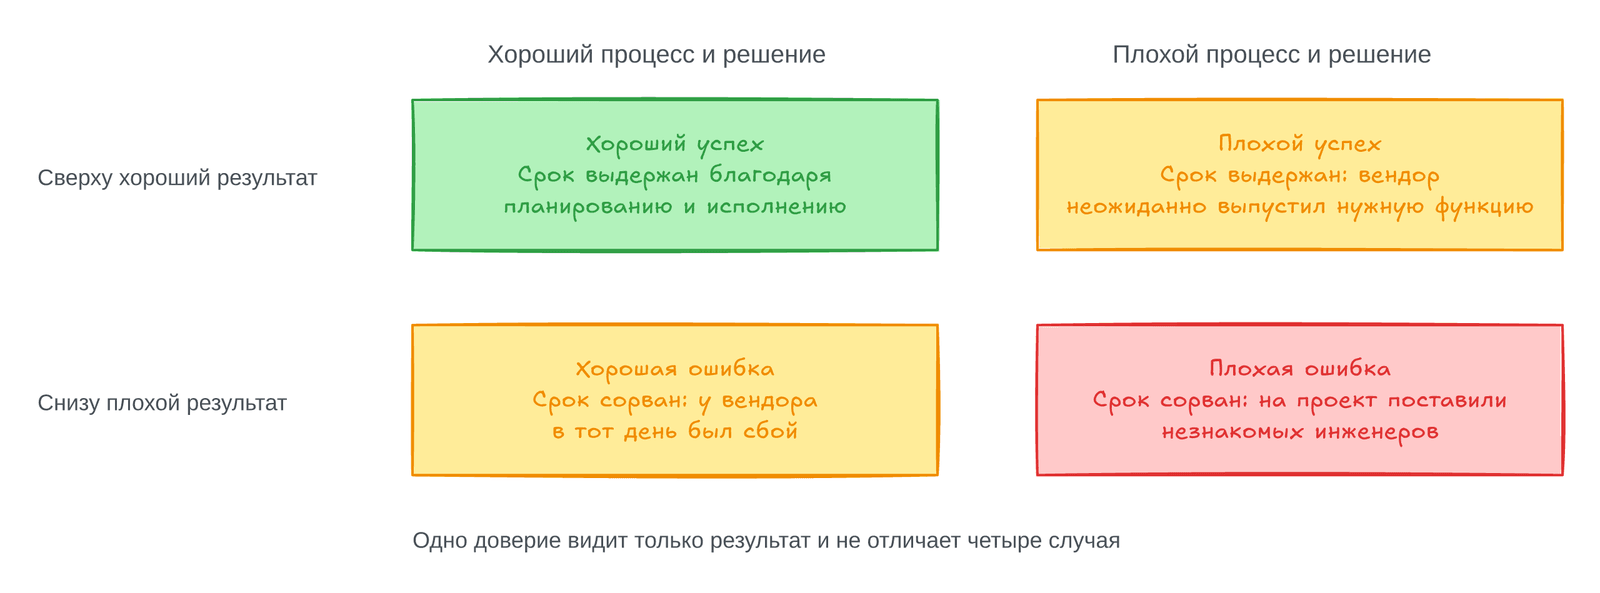 Хороший процесс и решение
Плохой процесс и решение
Сверху хороший результат
Хороший успех
Срок выдержан благодаря
планированию и исполнению
Плохой успех
Срок выдержан: вендор
неожиданно выпустил нужную функцию
Снизу плохой результат
Хорошая ошибка
Срок сорван: у вендора
в тот день был сбой
Плохая ошибка
Срок сорван: на проект поставили
незнакомых инженеров
Одно доверие видит только результат и не отличает четыре случая